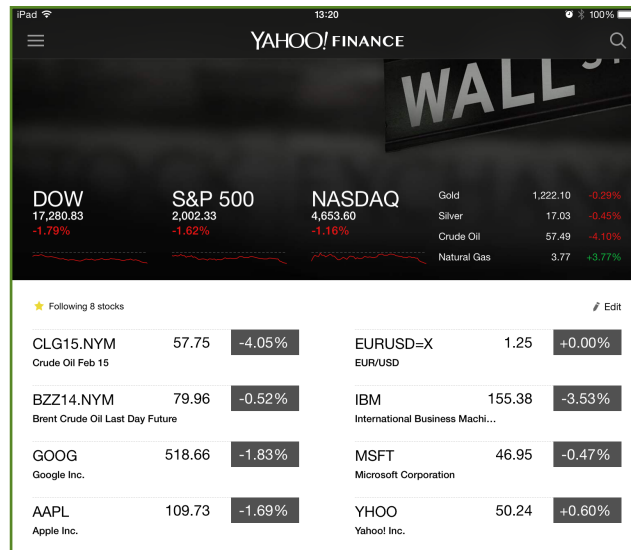 iPad 13:20 100%
YAHOO! FINANCE
WALL
DOW
17,280.83
-1.79%
S&P 500
2,002.33
-1.62%
NASDAQ
4,653.60
-1.16%
Gold 1,222.10 -0.29%
Silver 17.03 -0.45%
Crude Oil 57.49 -4.10%
Natural Gas 3.77 +3.77%
Following 8 stocks
Edit
CLG15.NYM 57.75 -4.05%
Crude Oil Feb 15
EURUSD=X 1.25 +0.00%
EUR/USD
BZZ14.NYM 79.96 -0.52%
Brent Crude Oil Last Day Future
IBM 155.38 -3.53%
International Business Machi...
GOOG 518.66 -1.83%
Google Inc.
MSFT 46.95 -0.47%
Microsoft Corporation
AAPL 109.73 -1.69%
Apple Inc.
YHOO 50.24 +0.60%
Yahoo! Inc.